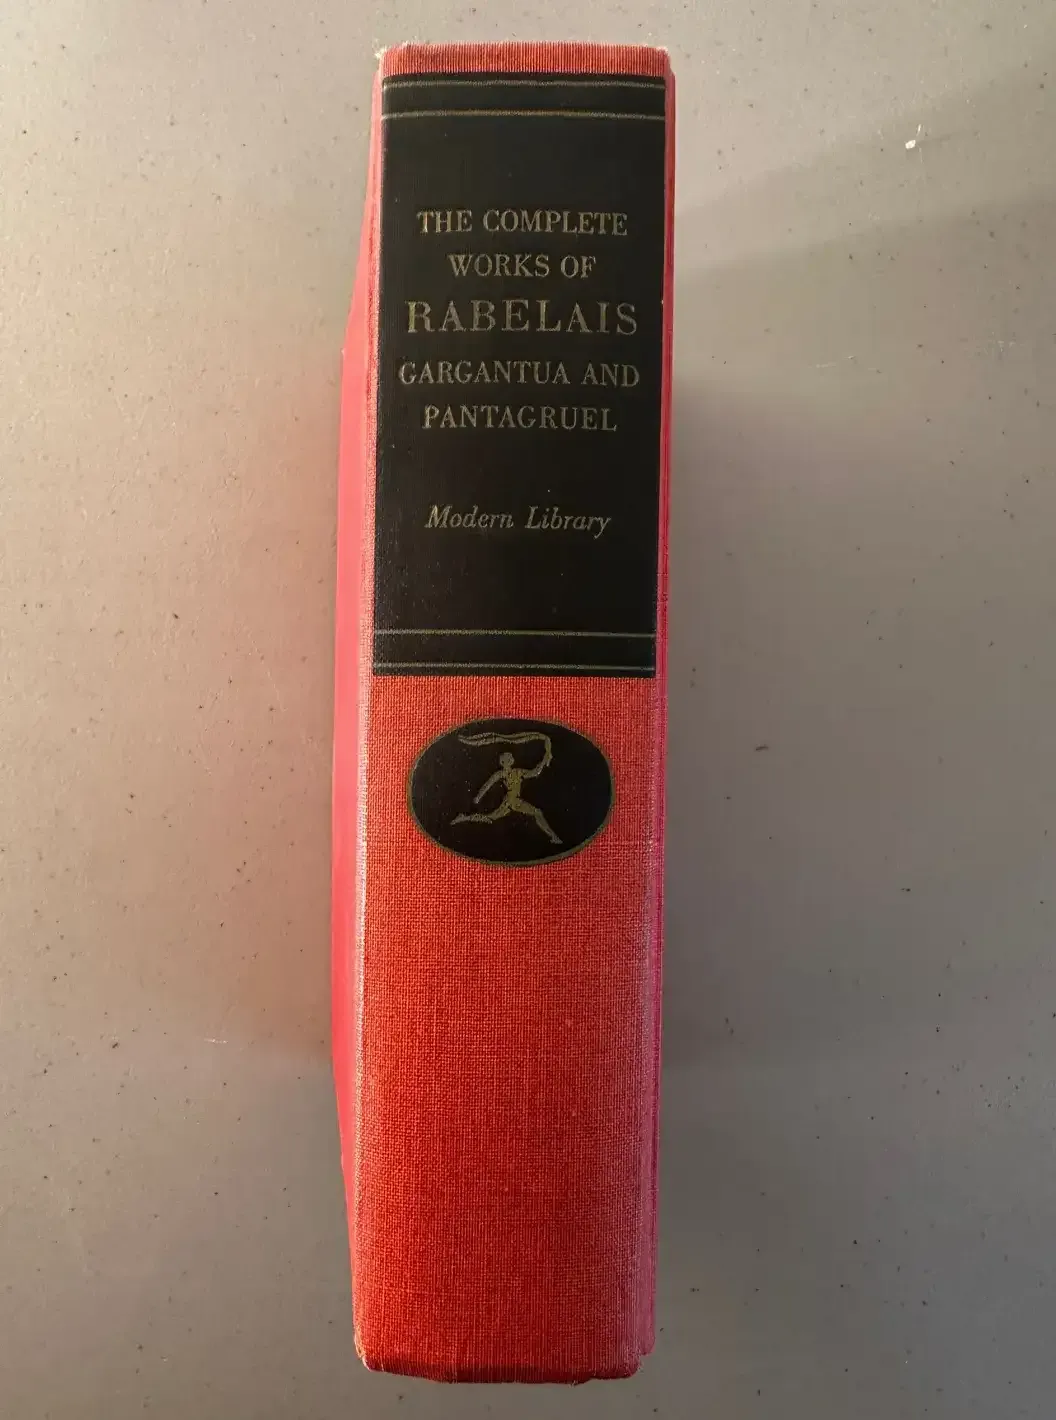 THE COMPLETE
WORKS OF
RABELAIS
GARGANTUA AND
PANTAGRUEL
Modern Library